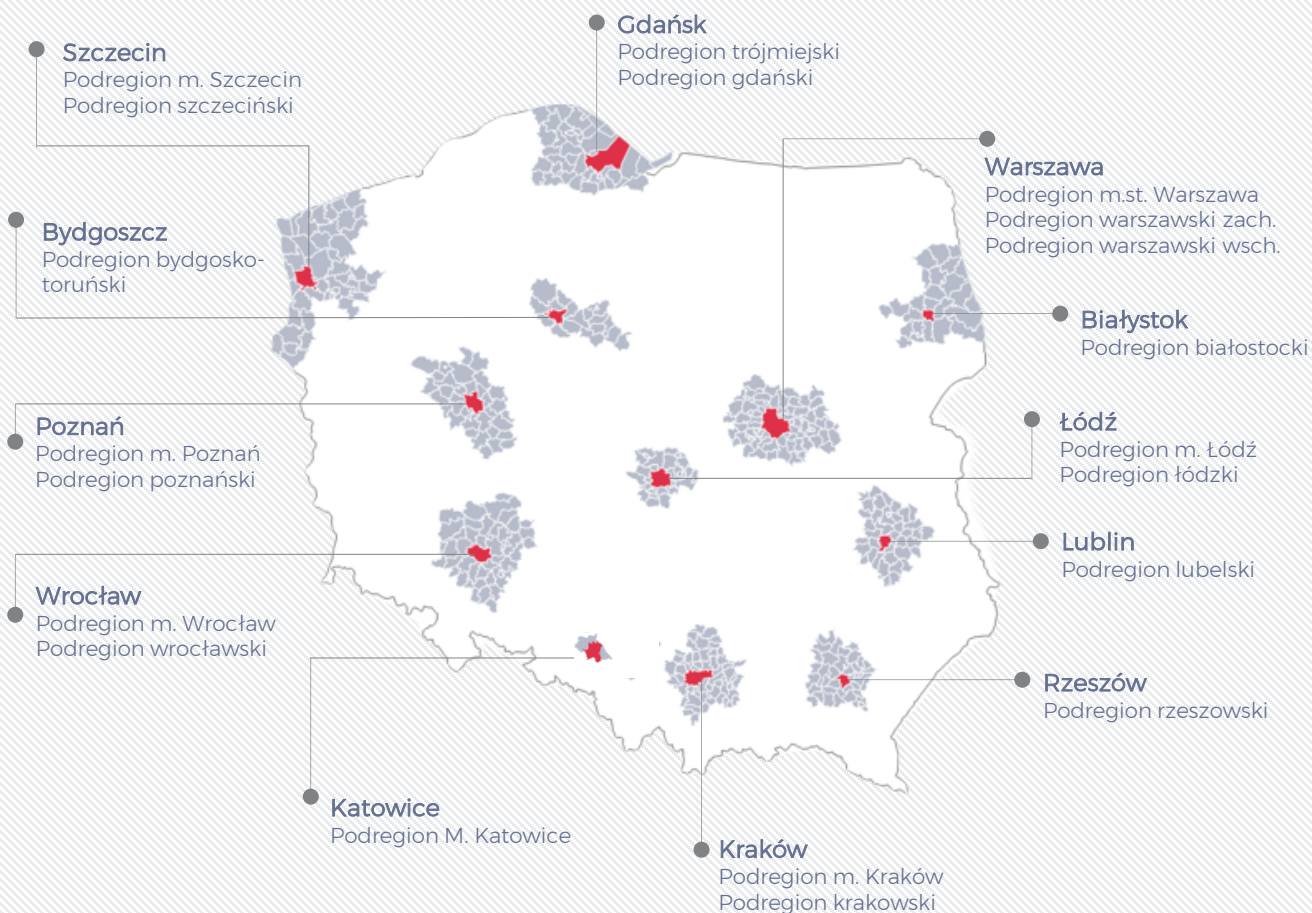 Gdańsk
Podregion trójmiejski
Podregion gdański
Szczecin
Podregion m. Szczecin
Podregion szczeciński
Warszawa
Podregion m.st. Warszawa
Podregion warszawski zach.
Podregion warszawski wsch.
Bydgoszcz
Podregion bydgosko-
toruński
Białystok
Podregion białostocki
Poznań
Podregion m. Poznań
Podregion poznański
Łódź
Podregion m. Łódź
Podregion łódzki
Lublin
Podregion lubelski
Wrocław
Podregion m. Wrocław
Podregion wrocławski
Rzeszów
Podregion rzeszowski
Katowice
Podregion M. Katowice
Kraków
Podregion m. Kraków
Podregion krakowski